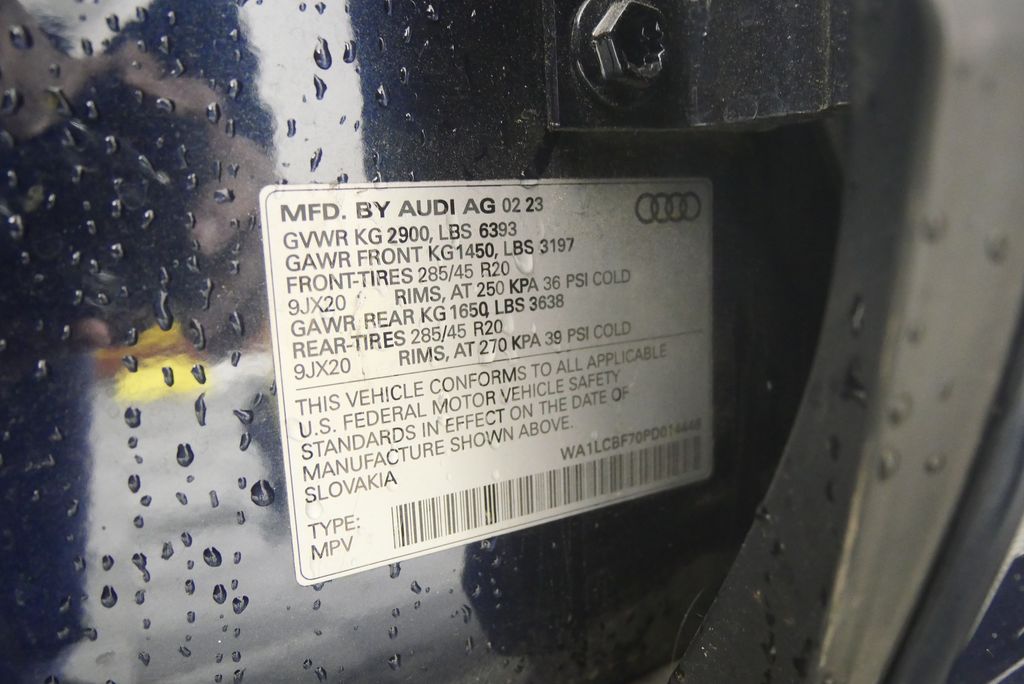 MFD. BY AUDI AG 02 23
GVWR KG 2900, LBS 6393
GAWR FRONT KG1450, LBS 3197
FRONT-TIRES 285/45 R20
9JX20 RIMS, AT 250 KPA 36 PSI COLD
GAWR REAR KG 1650, LBS 3638
REAR-TIRES 285/45 R20
9JX20 RIMS, AT 270 KPA 39 PSI COLD
THIS VEHICLE CONFORMS TO ALL APPLICABLE
U.S. FEDERAL MOTOR VEHICLE SAFETY
STANDARDS IN EFFECT ON THE DATE OF
MANUFACTURE SHOWN ABOVE.
SLOVAKIA
WA1LCBF70PD014448
TYPE:
MPV